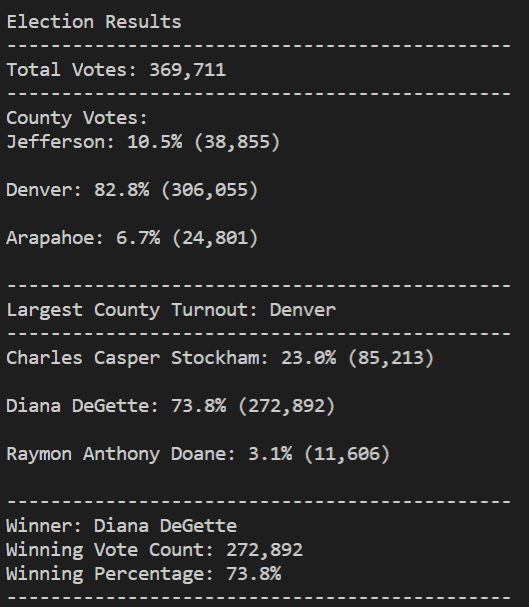 Election Results
----------------------------------------------
Total Votes: 369,711
----------------------------------------------
County Votes:
Jefferson: 10.5% (38,855)
Denver: 82.8% (306,055)
Arapahoe: 6.7% (24,801)
----------------------------------------------
Largest County Turnout: Denver
----------------------------------------------
Charles Casper Stockham: 23.0% (85,213)
Diana DeGette: 73.8% (272,892)
Raymon Anthony Doane: 3.1% (11,606)
----------------------------------------------
Winner: Diana DeGette
Winning Vote Count: 272,892
Winning Percentage: 73.8%
----------------------------------------------